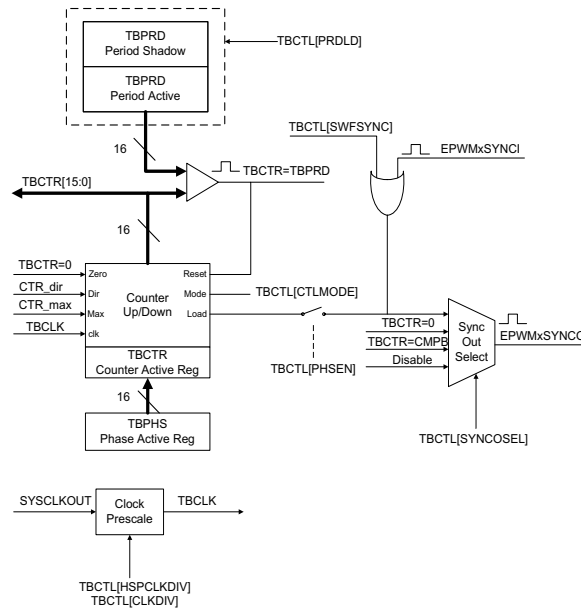 TBPRD
Period Shadow
TBPRD
Period Active
TBCTL[PRDLD]
16
TBCTR[15:0]
TBCTR=TBPRD
TBCTL[SWFSYNC]
EPWMxSYNCI
16
TBCTR=0
CTR_dir
CTR_max
TBCLK
Zero
Dir
Max
clk
Counter
Up/Down
Reset
Mode
Load
TBCTL[CTLMODE]
TBCTR
Counter Active Reg
16
TBPHS
Phase Active Reg
TBCTL[PHSEN]
TBCTR=0
TBCTR=CMPB
Disable
Sync
Out
Select
EPWMxSYNCO
TBCTL[SYNCOSEL]
SYSCLKOUT
Clock
Prescale
TBCLK
TBCTL[HSPCLKDIV]
TBCTL[CLKDIV]